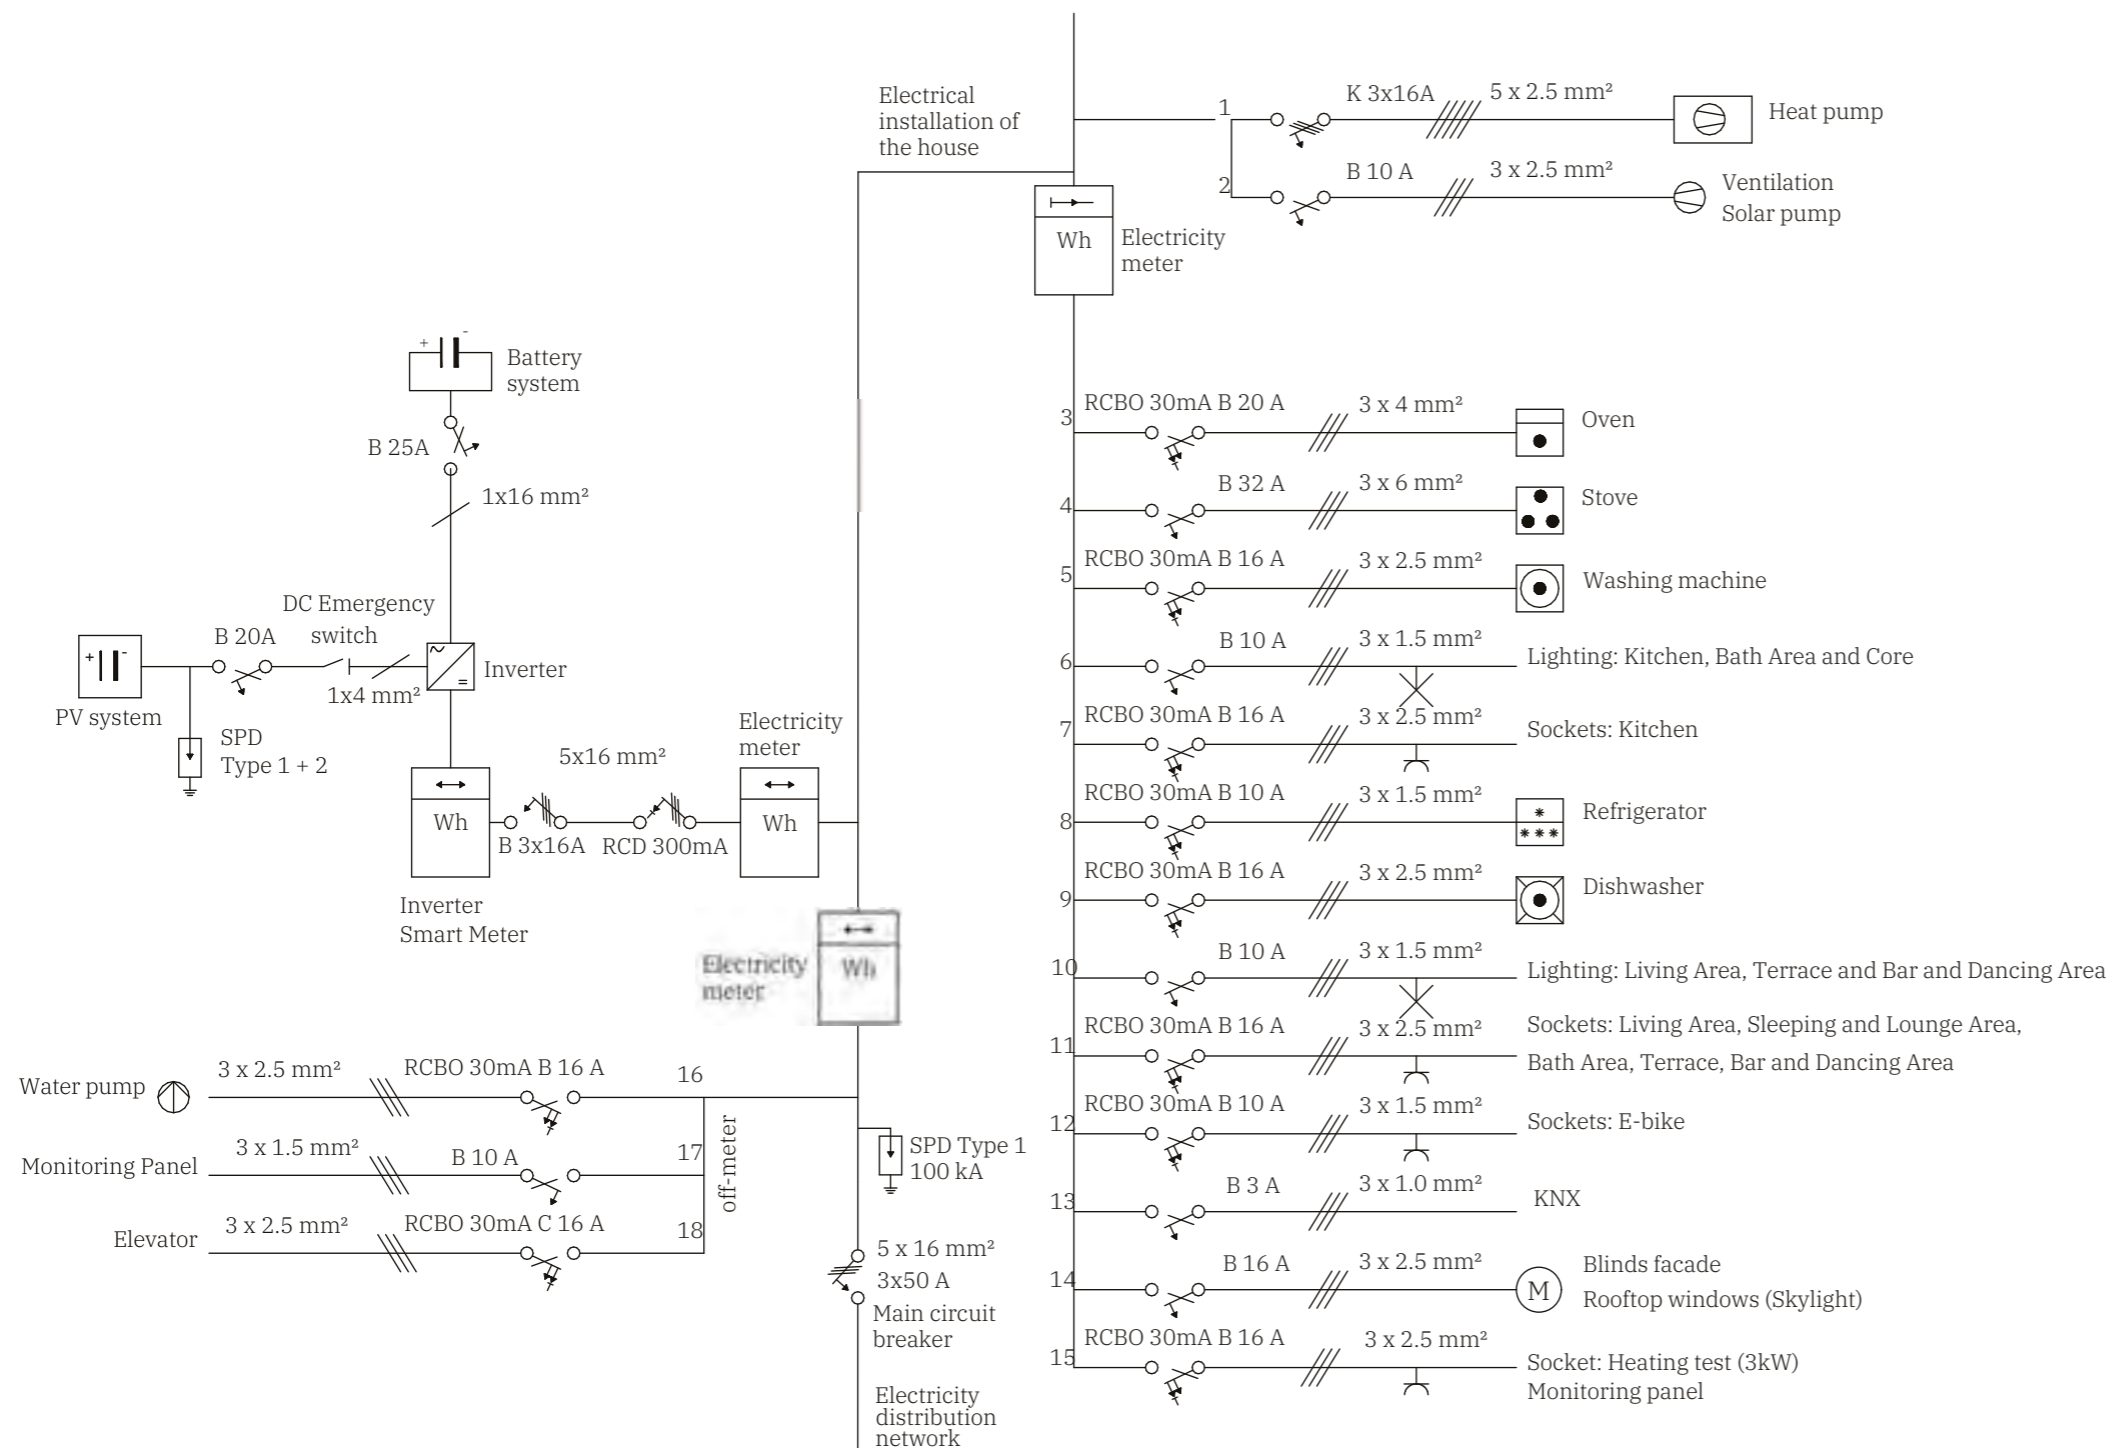 Electrical
installation of
the house
1
K 3x16A
5 x 2.5 mm²
Heat pump
2
B 10 A
3 x 2.5 mm²
Ventilation
Solar pump
Wh
Electricity
meter
+
-
Battery
system
B 25A
1x16 mm²
DC Emergency
switch
B 20A
+
-
PV system
1x4 mm²
~
=
Inverter
SPD
Type 1 + 2
Wh
Inverter
Smart Meter
5x16 mm²
B 3x16A
RCD 300mA
Electricity
meter
Wh
Electricity
meter
Wh
3
RCBO 30mA B 20 A
3 x 4 mm²
Oven
4
B 32 A
3 x 6 mm²
Stove
5
RCBO 30mA B 16 A
3 x 2.5 mm²
Washing machine
6
B 10 A
3 x 1.5 mm²
Lighting: Kitchen, Bath Area and Core
7
RCBO 30mA B 16 A
3 x 2.5 mm²
Sockets: Kitchen
8
RCBO 30mA B 10 A
3 x 1.5 mm²
*
***
Refrigerator
9
RCBO 30mA B 16 A
3 x 2.5 mm²
Dishwasher
10
B 10 A
3 x 1.5 mm²
Lighting: Living Area, Terrace and Bar and Dancing Area
11
RCBO 30mA B 16 A
3 x 2.5 mm²
Sockets: Living Area, Sleeping and Lounge Area,
Bath Area, Terrace, Bar and Dancing Area
12
RCBO 30mA B 10 A
3 x 1.5 mm²
Sockets: E-bike
13
B 3 A
3 x 1.0 mm²
KNX
14
B 16 A
3 x 2.5 mm²
M
Blinds facade
Rooftop windows (Skylight)
15
RCBO 30mA B 16 A
3 x 2.5 mm²
Socket: Heating test (3kW)
Monitoring panel
Water pump
3 x 2.5 mm²
RCBO 30mA B 16 A
16
Monitoring Panel
3 x 1.5 mm²
B 10 A
17
Elevator
3 x 2.5 mm²
RCBO 30mA C 16 A
18
off-meter
SPD Type 1
100 kA
5 x 16 mm²
3x50 A
Main circuit
breaker
Electricity
distribution
network